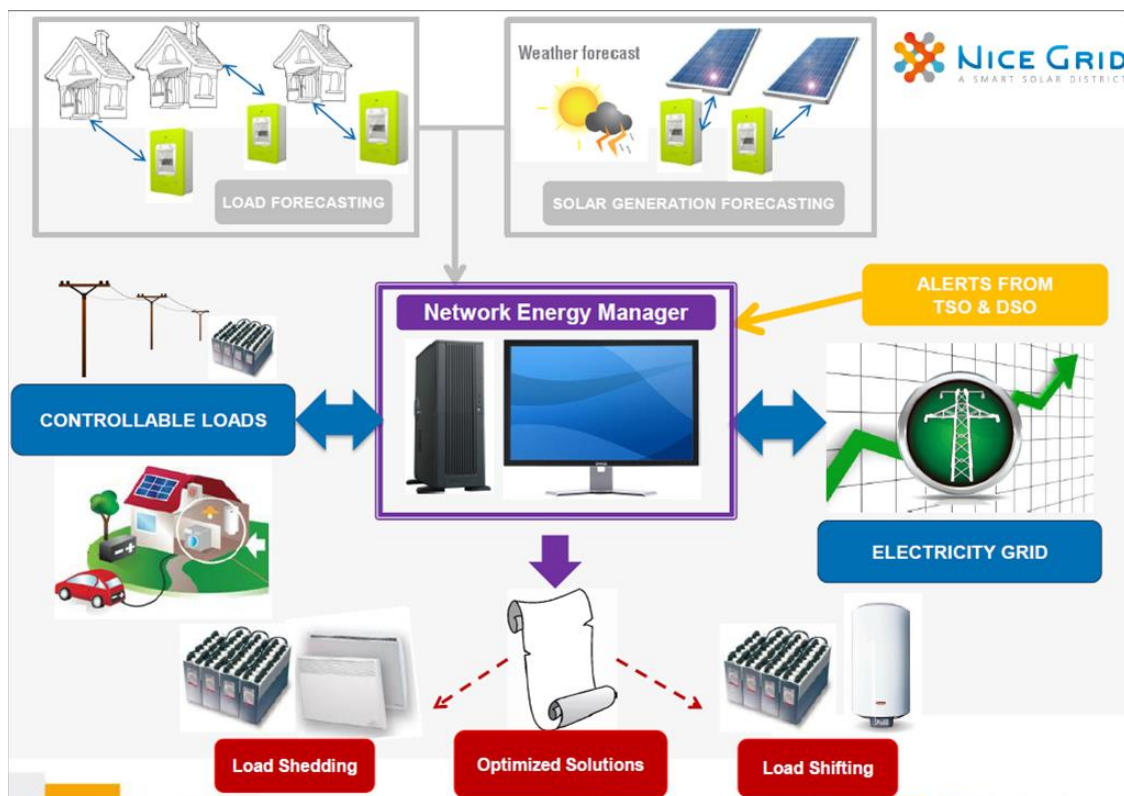 Weather forecast
NICE GRID
A SMART SOLAR DISTRICT
LOAD FORECASTING
SOLAR GENERATION FORECASTING
ALERTS FROM
TSO & DSO
Network Energy Manager
CONTROLLABLE LOADS
ELECTRICITY GRID
Load Shedding
Optimized Solutions
Load Shifting